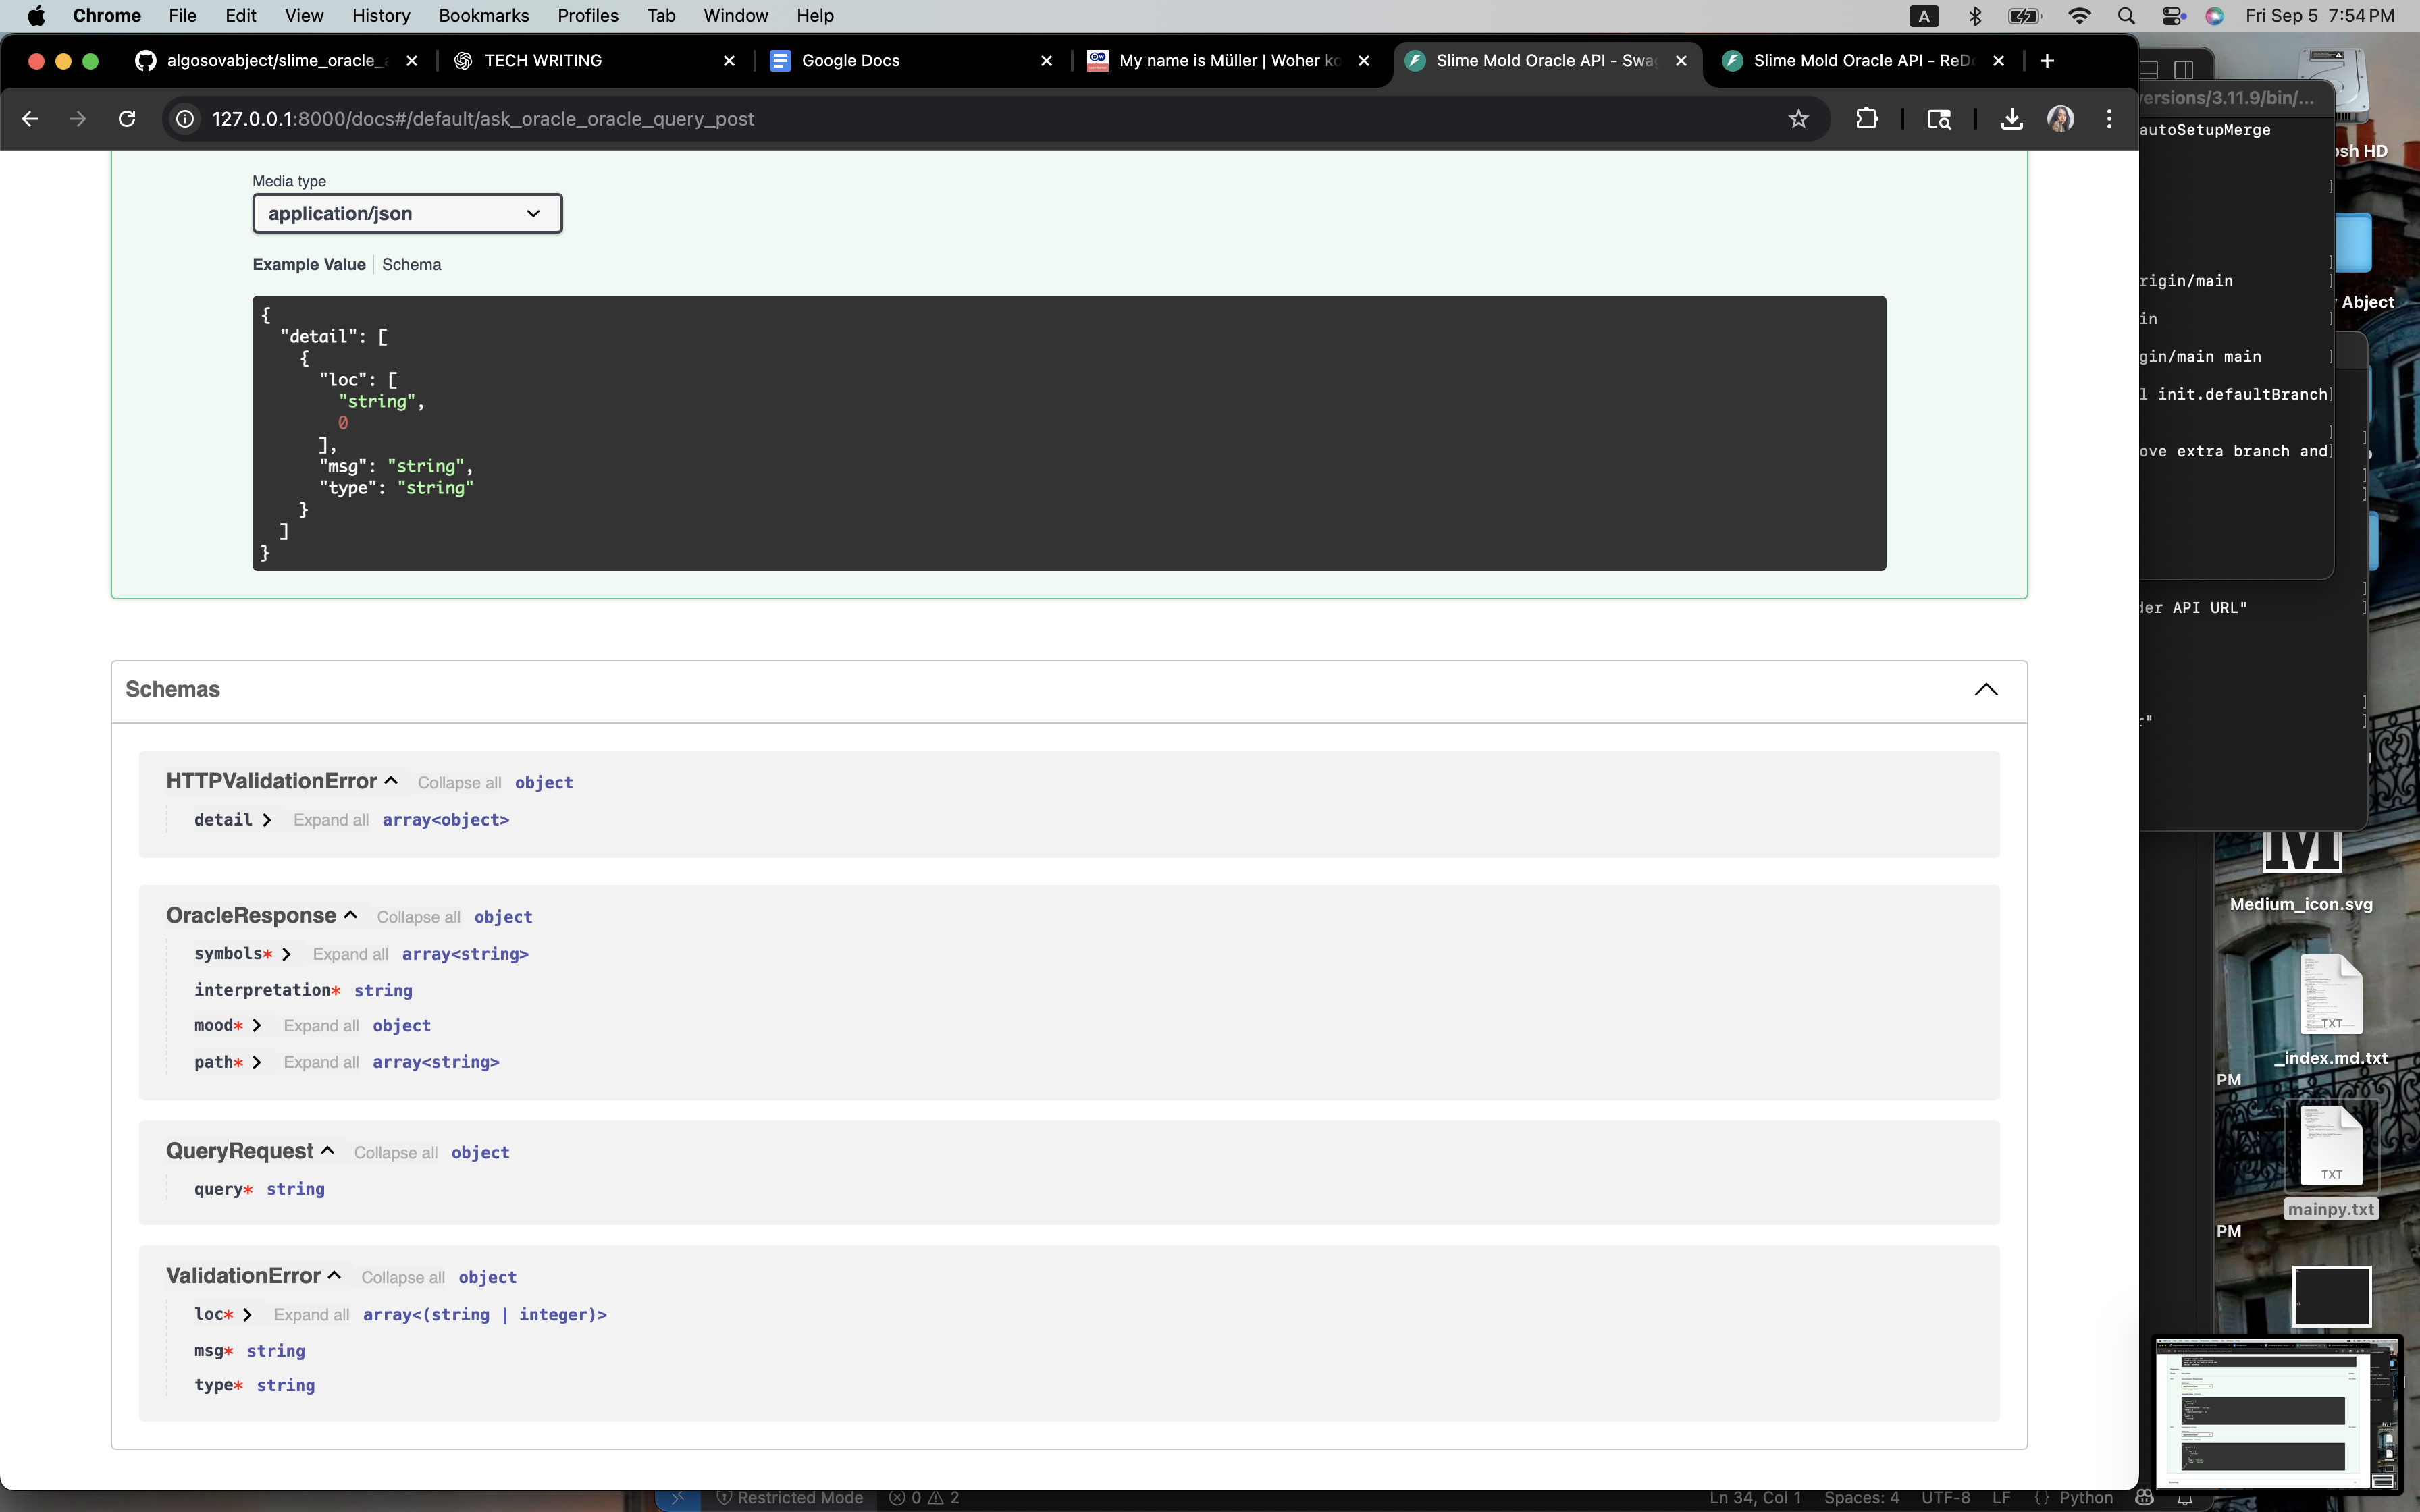 Chrome File Edit View History Bookmarks Profiles Tab Window Help
A Fri Sep 5 7:54 PM
algosovabject/slime_oracle_a
TECH WRITING
Google Docs
My name is Müller | Woher ko
Slime Mold Oracle API - Swag
Slime Mold Oracle API - ReDo
127.0.0.1:8000/docs#/default/ask_oracle_oracle_query_post
Media type
application/json
Example Value Schema
{
"detail": [
{
"loc": [
"string",
0
],
"msg": "string",
"type": "string"
}
]
}
Schemas
HTTPValidationError Collapse all object
detail Expand all array<object>
OracleResponse Collapse all object
symbols* Expand all array<string>
interpretation* string
mood* Expand all object
path* Expand all array<string>
QueryRequest Collapse all object
query* string
ValidationError Collapse all object
loc* Expand all array<(string | integer)>
msg* string
type* string
versions/3.11.9/bin/...
autoSetupMerge
osh HD
Abject
rigin/main
in
gin/main main
l init.defaultBranch
ove extra branch and
der API URL"
M
Medium_icon.svg
TXT
_index.md.txt
PM
TXT
mainpy.txt
PM
Restricted Mode 0 2 Ln 34, Col 1 Spaces: 4 UTF-8 LF {} Python